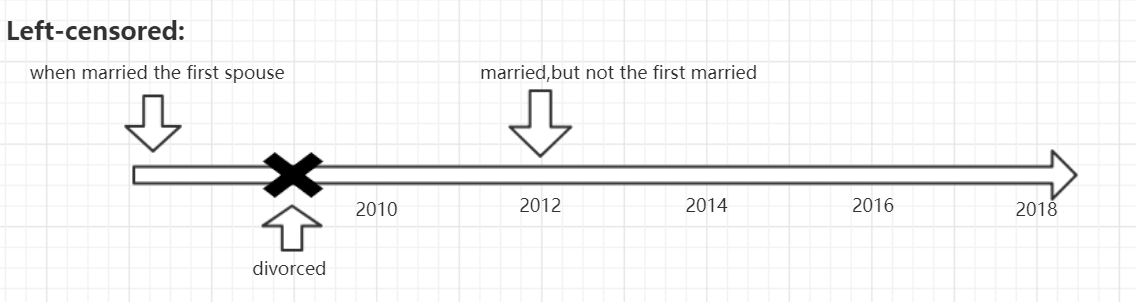 Left-censored:
when married the first spouse
married,but not the first married
2010
2012
2014
2016
2018
divorced